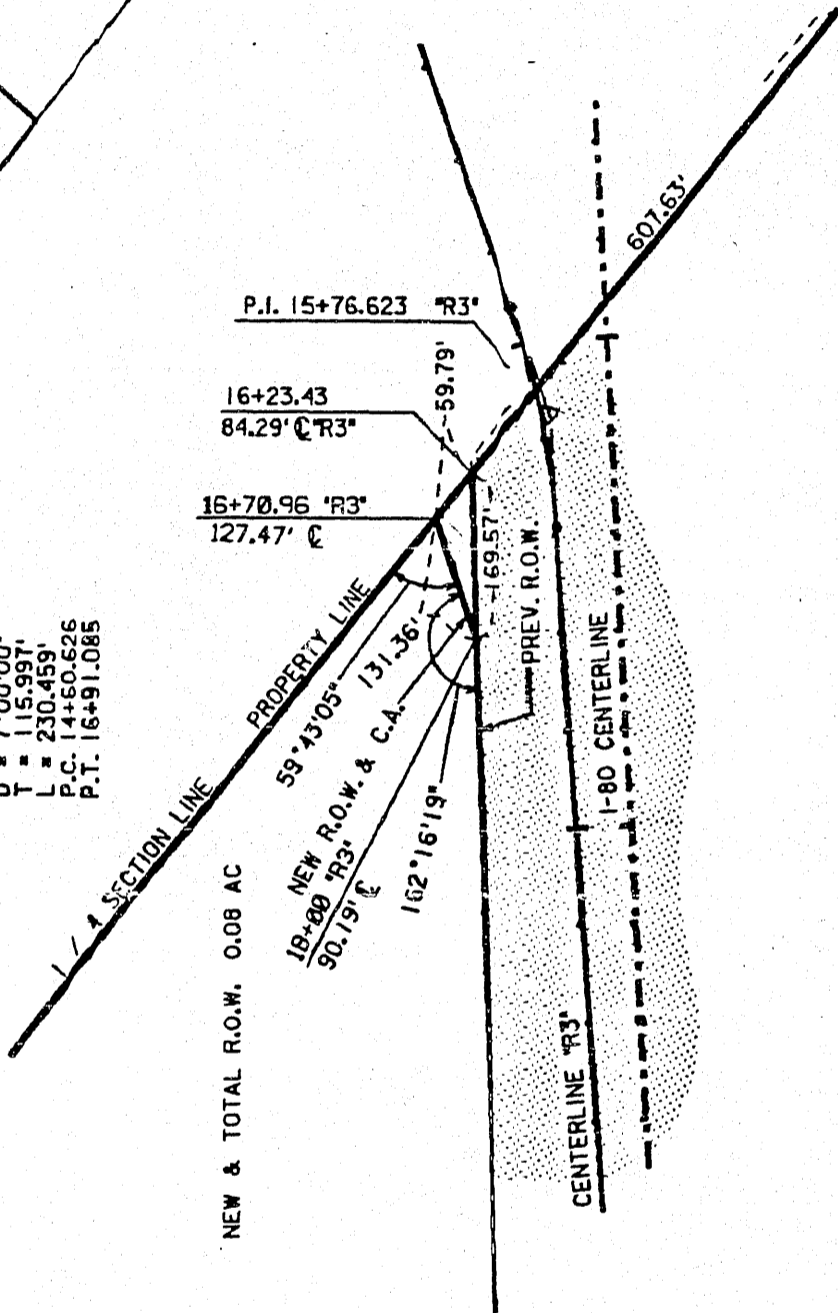 D = 7°00'00"
T = 115.997'
L = 230.459'
P.C. 14+60.626
P.T. 16+91.085
P.I. 15+76.623 "R3"
16+23.43
84.29' ℄ "R3"
16+70.96 "R3"
127.47' ℄
59.79'
607.63'
169.57'
131.36'
59°43'05"
162°16'19"
PROPERTY LINE
1/4 SECTION LINE
NEW R.O.W. & C.A.
18+00 "R3"
90.19' ℄
PREV. R.O.W.
I-80 CENTERLINE
CENTERLINE "R3"
NEW & TOTAL R.O.W. 0.08 AC